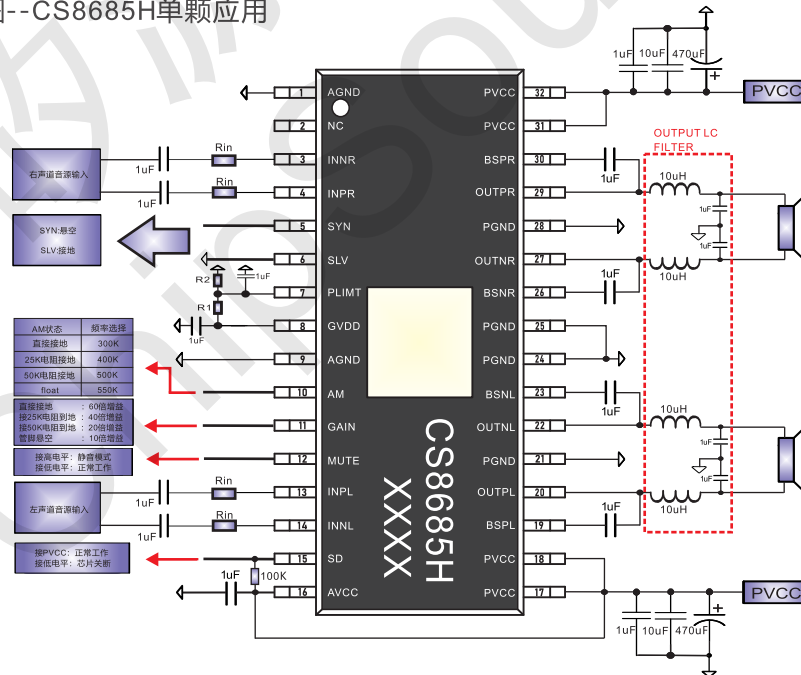 --CS8685H单颗应用
1uF 10uF 470uF
+
PVCC
OUTPUT LC
FILTER
1 AGND
2 NC
3 INNR
4 INPR
5 SYN
6 SLV
7 PLIMT
8 GVDD
9 AGND
10 AM
11 GAIN
12 MUTE
13 INPL
14 INNL
15 SD
16 AVCC
PVCC 32
PVCC 31
BSPR 30
OUTPR 29
PGND 28
OUTNR 27
BSNR 26
PGND 25
PGND 24
BSNL 23
OUTNL 22
PGND 21
OUTPL 20
BSPL 19
PVCC 18
PVCC 17
CS8685H
XXXX
右声道音源输入
1uF
Rin
1uF
Rin
SYN:悬空
SLV:接地
R2
1uF
R1
1uF
AM状态 频率选择
直接接地 300K
25K电阻接地 400K
50K电阻接地 500K
float 550K
直接接地 : 60倍增益
接25K电阻到地 : 40倍增益
接50K电阻到地 : 20倍增益
管脚悬空 : 10倍增益
接高电平: 静音模式
接低电平: 正常工作
左声道音源输入
1uF
Rin
1uF
Rin
接PVCC: 正常工作
接低电平: 芯片关断
1uF
100K
1uF
10uH
1uF
1uF
10uH
1uF
1uF
10uH
1uF
1uF
10uH
1uF
PVCC
+
1uF 10uF 470uF
ChipSou